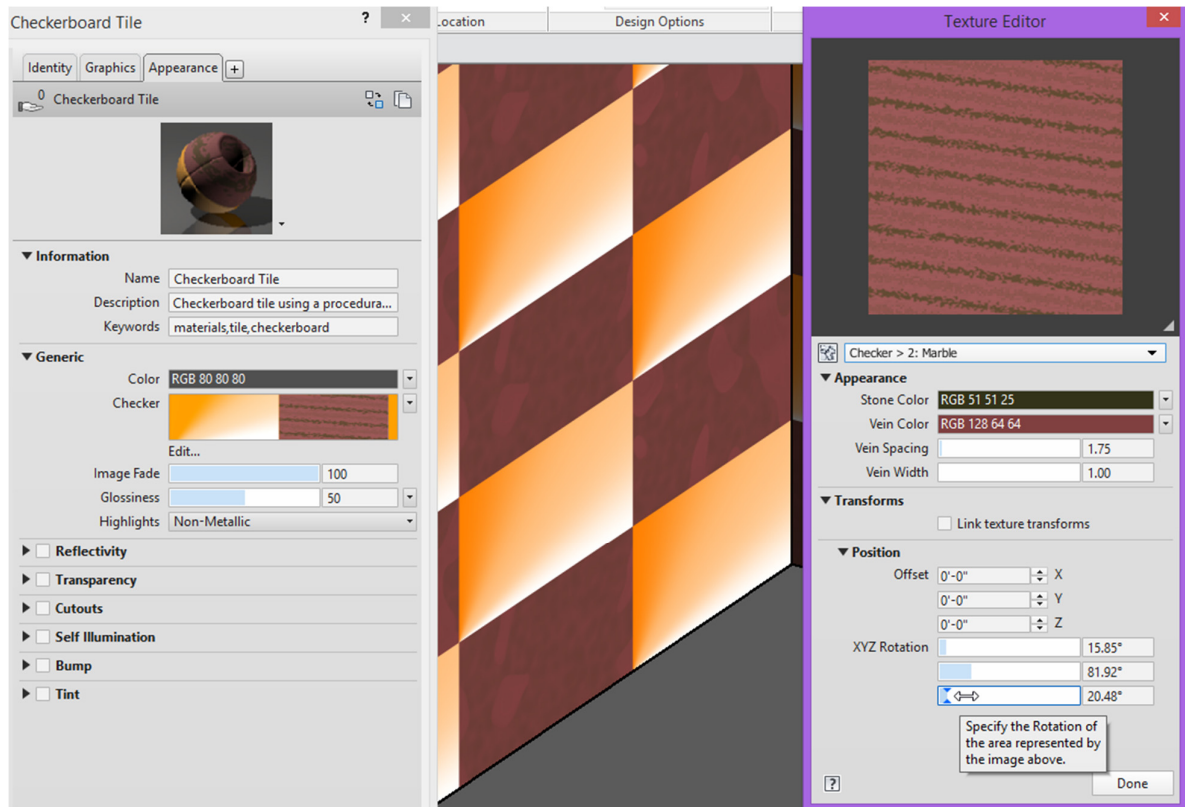 Checkerboard Tile
?
Identity
Graphics
Appearance
0
Checkerboard Tile
Information
Name
Checkerboard Tile
Description
Checkerboard tile using a procedura...
Keywords
materials,tile,checkerboard
Generic
Color
RGB 80 80 80
Checker
Edit...
Image Fade
100
Glossiness
50
Highlights
Non-Metallic
Reflectivity
Transparency
Cutouts
Self Illumination
Bump
Tint
Location
Design Options
Texture Editor
Checker > 2: Marble
Appearance
Stone Color
RGB 51 51 25
Vein Color
RGB 128 64 64
Vein Spacing
1.75
Vein Width
1.00
Transforms
Link texture transforms
Position
Offset
0'-0"
X
0'-0"
Y
0'-0"
Z
XYZ Rotation
15.85°
81.92°
20.48°
Specify the Rotation of
the area represented by
the image above.
?
Done